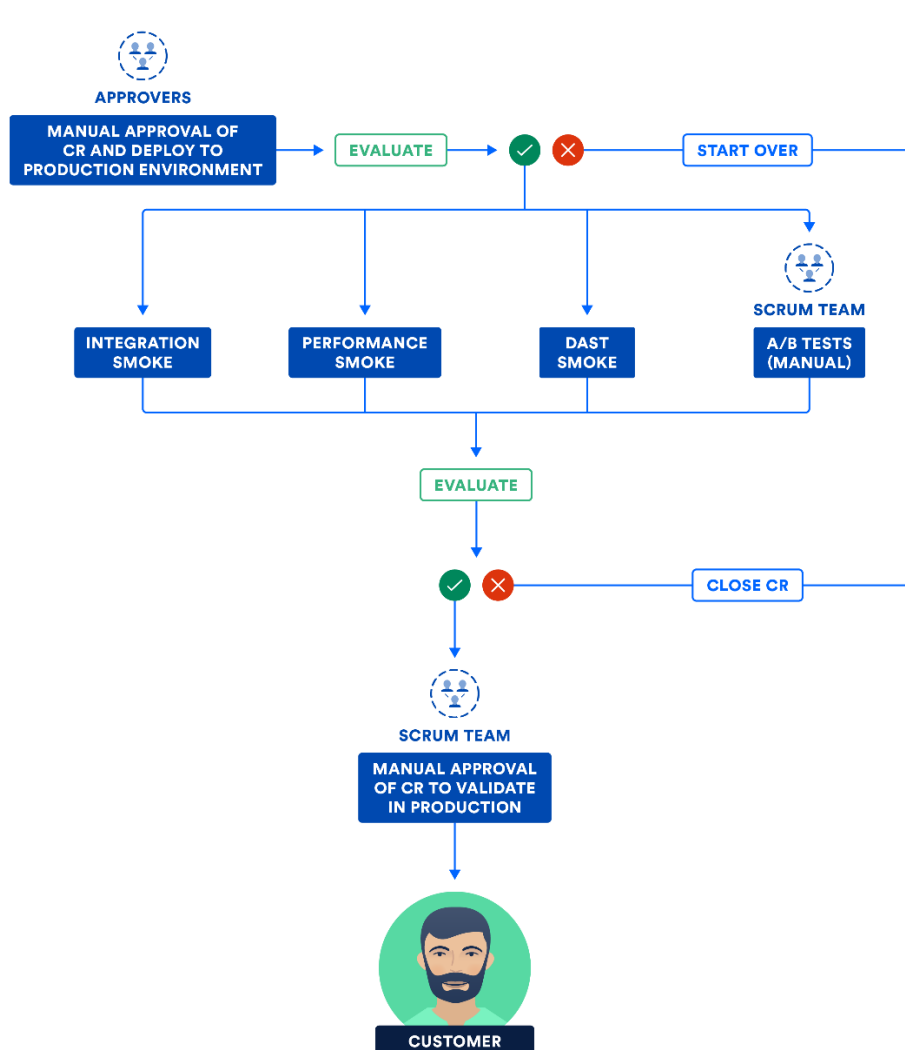 APPROVERS
MANUAL APPROVAL OF
CR AND DEPLOY TO
PRODUCTION ENVIRONMENT
EVALUATE
START OVER
SCRUM TEAM
INTEGRATION
SMOKE
PERFORMANCE
SMOKE
DAST
SMOKE
A/B TESTS
(MANUAL)
EVALUATE
CLOSE CR
SCRUM TEAM
MANUAL APPROVAL
OF CR TO VALIDATE
IN PRODUCTION
CUSTOMER